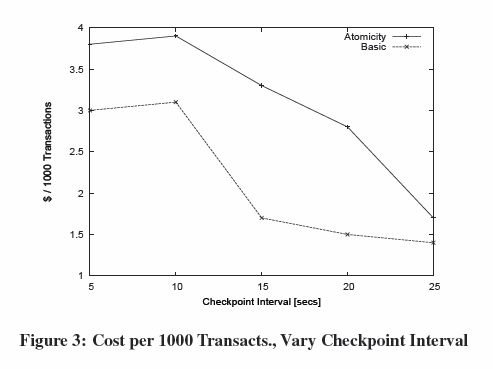 4
Atomicity
Basic
3.5
3
2.5
2
1.5
1
$ / 1000 Transactions
5 10 15 20 25
Checkpoint Interval [secs]
Figure 3: Cost per 1000 Transacts., Vary Checkpoint Interval